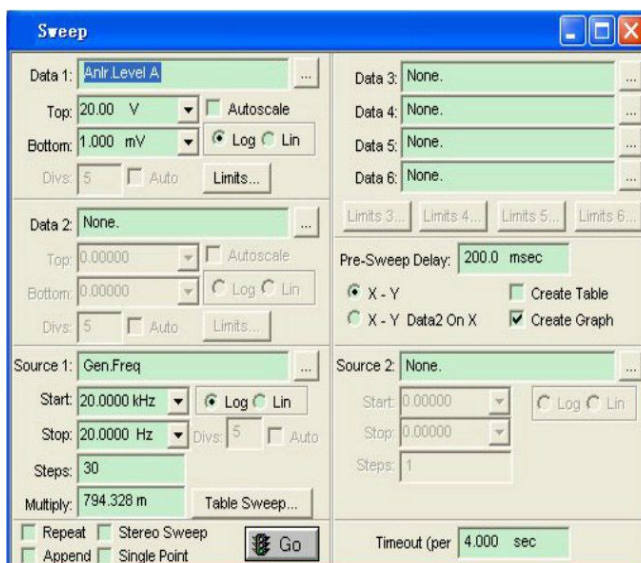 Sweep
Data 1: Anlr.Level A ...
Top: 20.00 V Autoscale
Bottom: 1.000 mV Log Lin
Divs: 5 Auto Limits...
Data 2: None. ...
Top: 0.00000 Autoscale
Bottom: 0.00000 Log Lin
Divs: 5 Auto Limits...
Source 1: Gen.Freq ...
Start: 20.0000 kHz Log Lin
Stop: 20.0000 Hz Divs: 5 Auto
Steps: 30
Multiply: 794.328 m Table Sweep...
Repeat Stereo Sweep
Append Single Point
Go
Data 3: None. ...
Data 4: None. ...
Data 5: None. ...
Data 6: None. ...
Limits 3... Limits 4... Limits 5... Limits 6...
Pre-Sweep Delay: 200.0 msec
X - Y Create Table
X - Y Data2 On X Create Graph
Source 2: None. ...
Start: 0.00000 Log Lin
Stop: 0.00000
Steps: 1
Timeout (per 4.000 sec